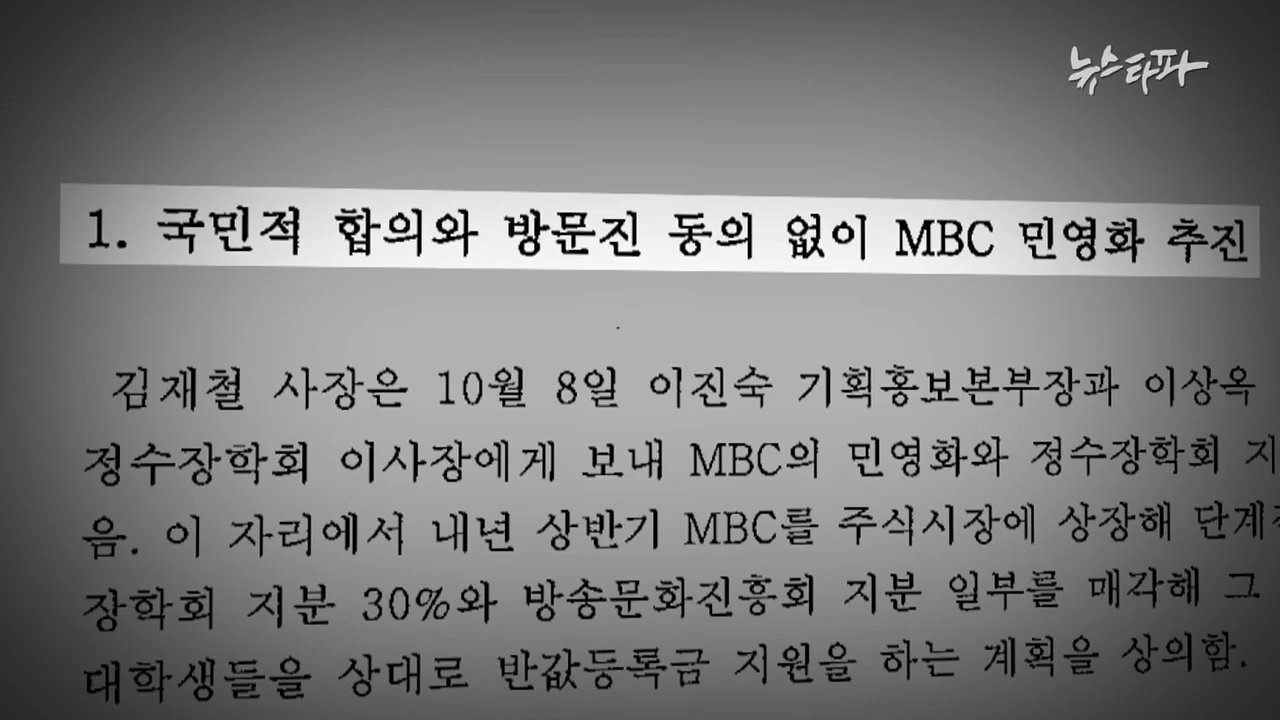 뉴스타파
1. 국민적 합의와 방문진 동의 없이 MBC 민영화 추진
김재철 사장은 10월 8일 이진숙 기획홍보본부장과 이상옥
정수장학회 이사장에게 보내 MBC의 민영화와 정수장학회 지
음. 이 자리에서 내년 상반기 MBC를 주식시장에 상장해 단계
장학회 지분 30%와 방송문화진흥회 지분 일부를 매각해 그
대학생들을 상대로 반값등록금 지원을 하는 계획을 상의함.